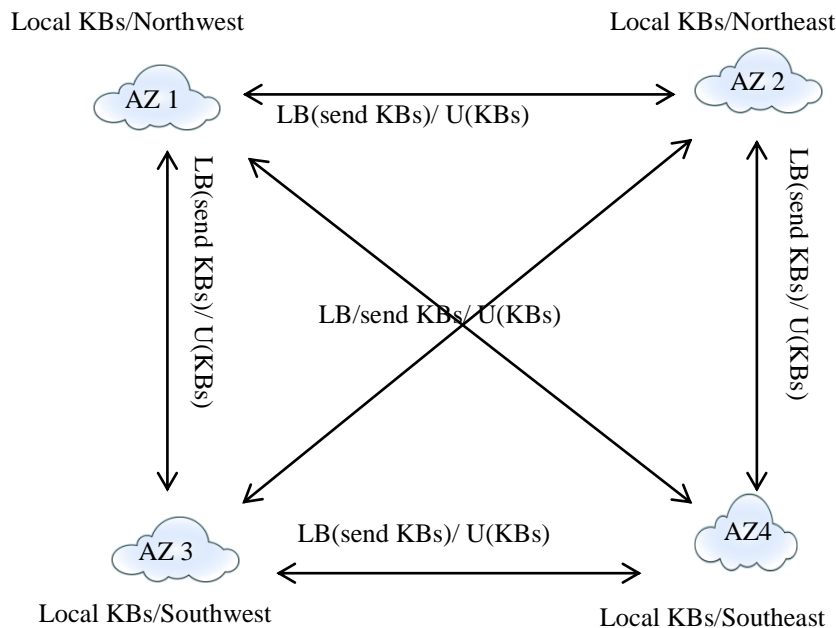 Local KBs/Northwest
Local KBs/Northeast
AZ 1
AZ 2
LB(send KBs)/ U(KBs)
LB(send KBs)/ U(KBs)
LB(send KBs)/ U(KBs)
LB/send KBs/ U(KBs)
AZ 3
LB(send KBs)/ U(KBs)
AZ4
Local KBs/Southwest
Local KBs/Southeast